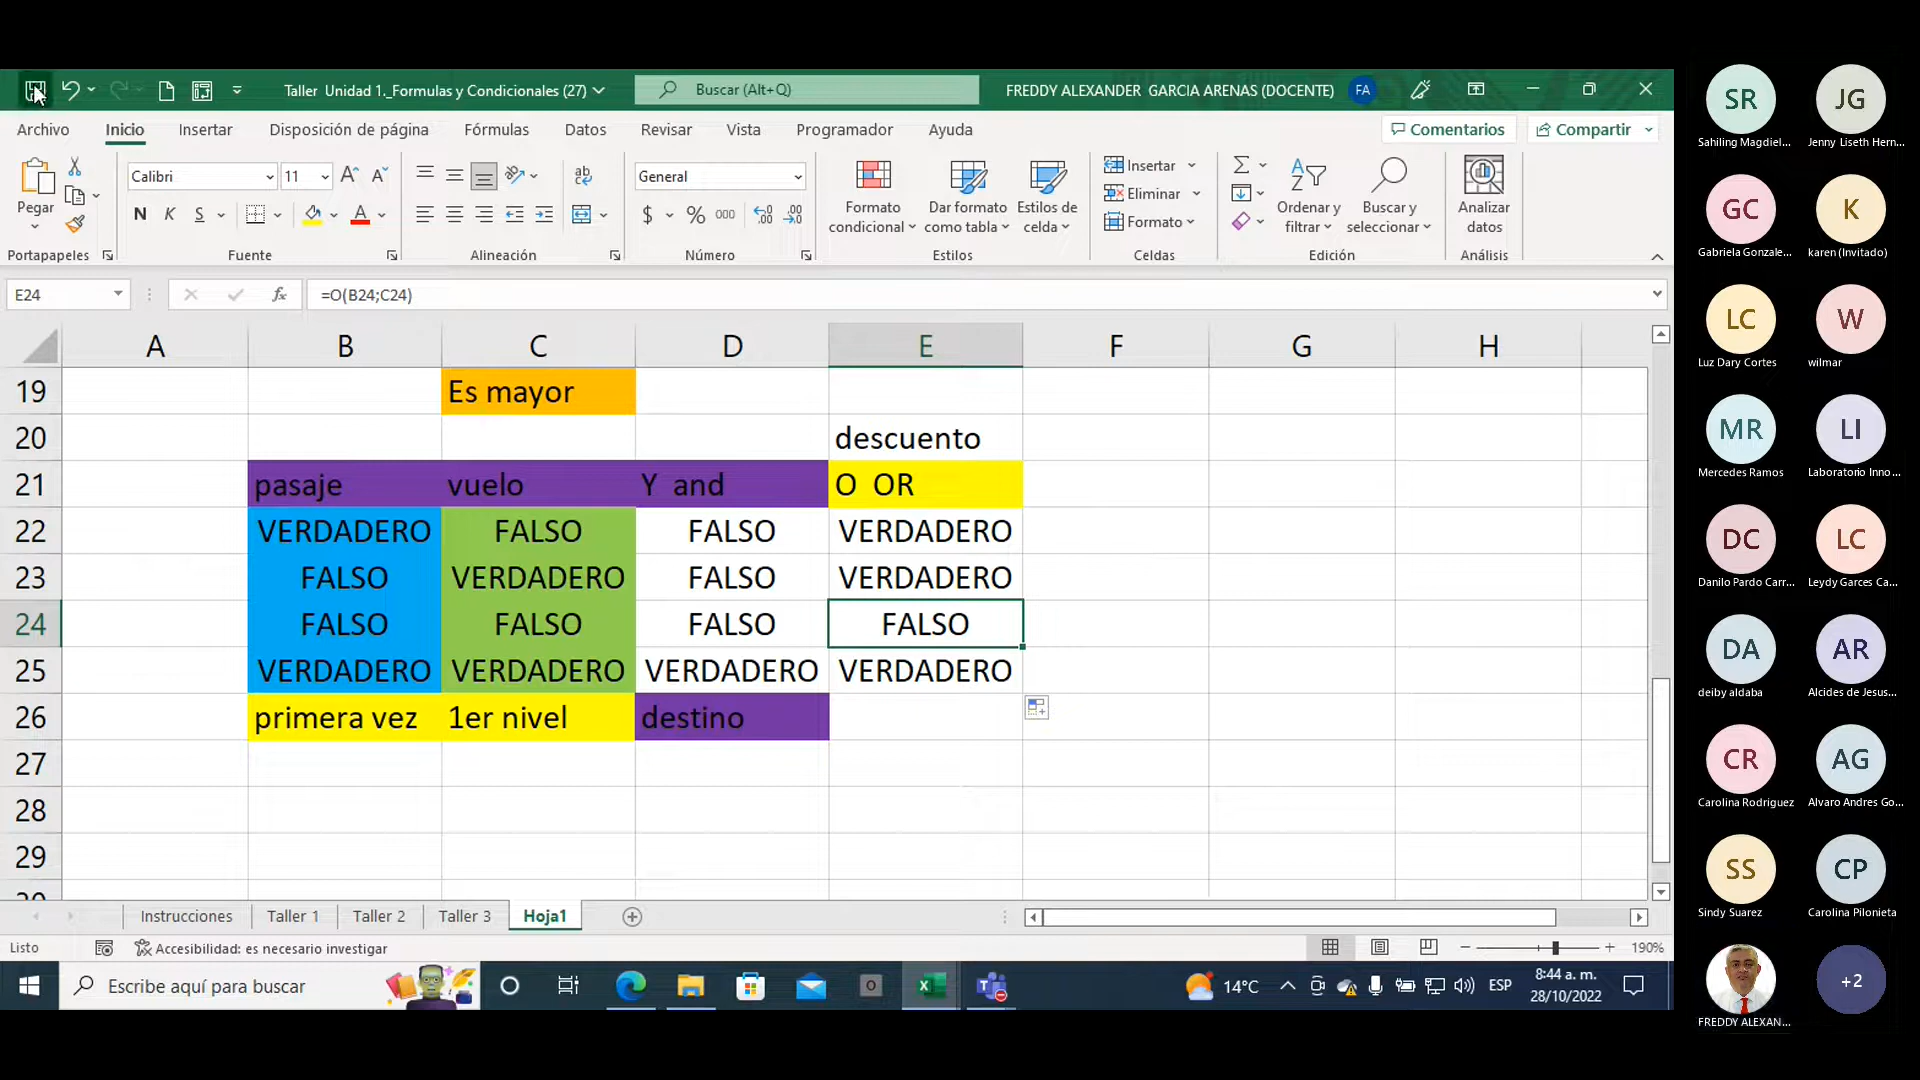 Taller Unidad 1._Formulas y Condicionales (27)
Buscar (Alt+Q)
FREDDY ALEXANDER GARCIA ARENAS (DOCENTE)
FA
Archivo
Inicio
Insertar
Disposición de página
Fórmulas
Datos
Revisar
Vista
Programador
Ayuda
Comentarios
Compartir
Pegar
Calibri
11
N K S
General
$ % 000
Formato condicional
Dar formato como tabla
Estilos de celda
Insertar
Eliminar
Formato
Ordenar y filtrar
Buscar y seleccionar
Analizar datos
Portapapeles
Fuente
Alineación
Número
Estilos
Celdas
Edición
Análisis
E24
fx
=O(B24;C24)
A B C D E F G H
19 Es mayor
20 descuento
21 pasaje vuelo Y and O OR
22 VERDADERO FALSO FALSO VERDADERO
23 FALSO VERDADERO FALSO VERDADERO
24 FALSO FALSO FALSO FALSO
25 VERDADERO VERDADERO VERDADERO VERDADERO
26 primera vez 1er nivel destino
27
28
29
Instrucciones
Taller 1
Taller 2
Taller 3
Hoja1
Listo
Accesibilidad: es necesario investigar
190%
Escribe aquí para buscar
14°C
ESP
8:44 a. m.
28/10/2022
SR
Sahiling Magdiel...
JG
Jenny Liseth Hern...
GC
Gabriela Gonzale...
K
karen (Invitado)
LC
Luz Dary Cortes
W
wilmar
MR
Mercedes Ramos
LI
Laboratorio Inno...
DC
Danilo Pardo Carr...
LC
Leydy Garces Ca...
DA
deiby aldaba
AR
Alcides de Jesus...
CR
Carolina Rodriguez
AG
Alvaro Andres Go...
SS
Sindy Suarez
CP
Carolina Pilonieta
FREDDY ALEXAN...
+2